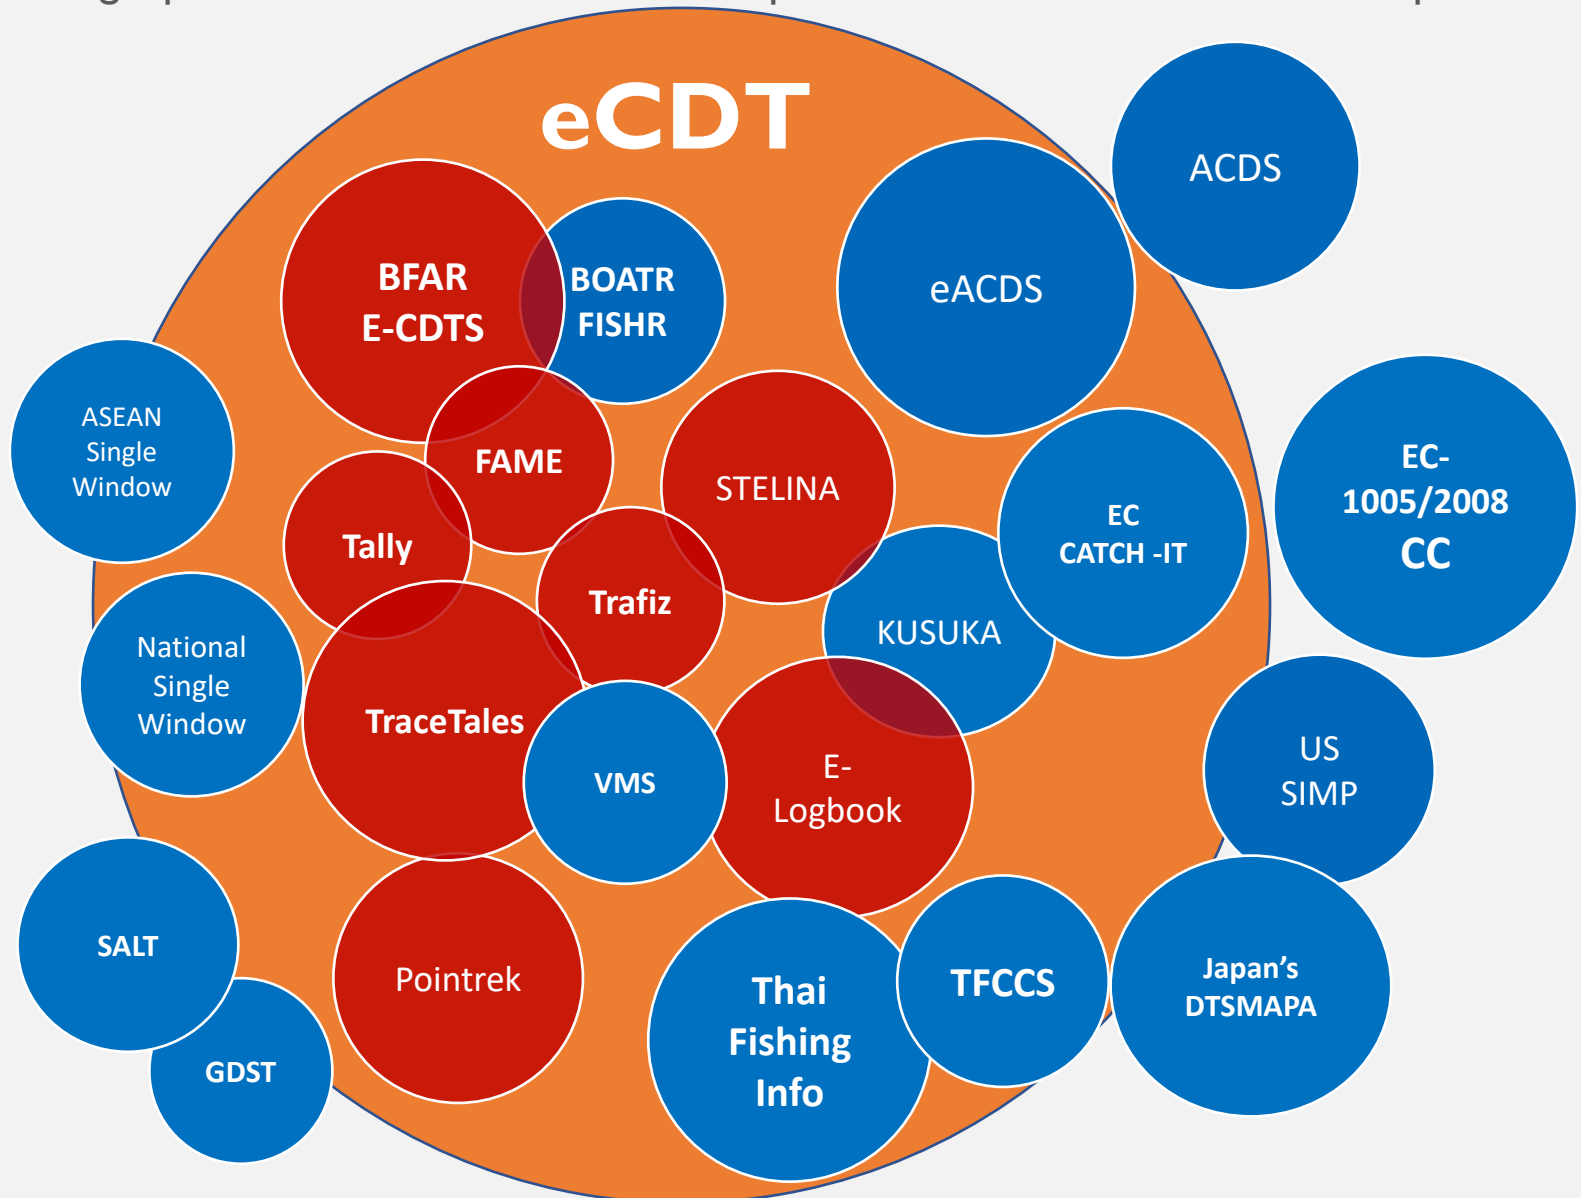 eCDT
ACDS
BFAR
E-CDTS
BOATR
FISHR
eACDS
ASEAN
Single
Window
FAME
STELINA
EC-
1005/2008
CC
Tally
Trafiz
EC
CATCH -IT
KUSUKA
National
Single
Window
TraceTales
VMS
E-
Logbook
US
SIMP
SALT
Pointrek
Thai
Fishing
Info
TFCCS
Japan’s
DTSMAPA
GDST